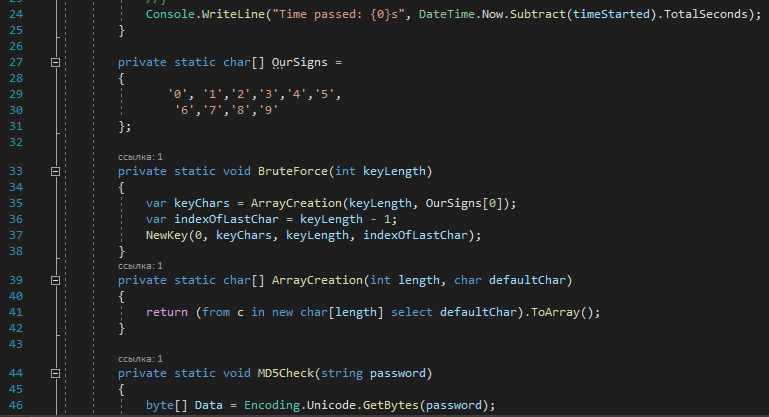 24 Console.WriteLine("Time passed: {0}s", DateTime.Now.Subtract(timeStarted).TotalSeconds);
25 }
26
27 private static char[] OurSigns =
28 {
29 '0', '1','2','3','4','5',
30 '6','7','8','9'
31 };
32
ссылка: 1
33 private static void BruteForce(int keyLength)
34 {
35 var keyChars = ArrayCreation(keyLength, OurSigns[0]);
36 var indexOfLastChar = keyLength - 1;
37 NewKey(0, keyChars, keyLength, indexOfLastChar);
38 }
ссылка: 1
39 private static char[] ArrayCreation(int length, char defaultChar)
40 {
41 return (from c in new char[length] select defaultChar).ToArray();
42 }
43
ссылка: 1
44 private static void MD5Check(string password)
45 {
46 byte[] Data = Encoding.Unicode.GetBytes(password);